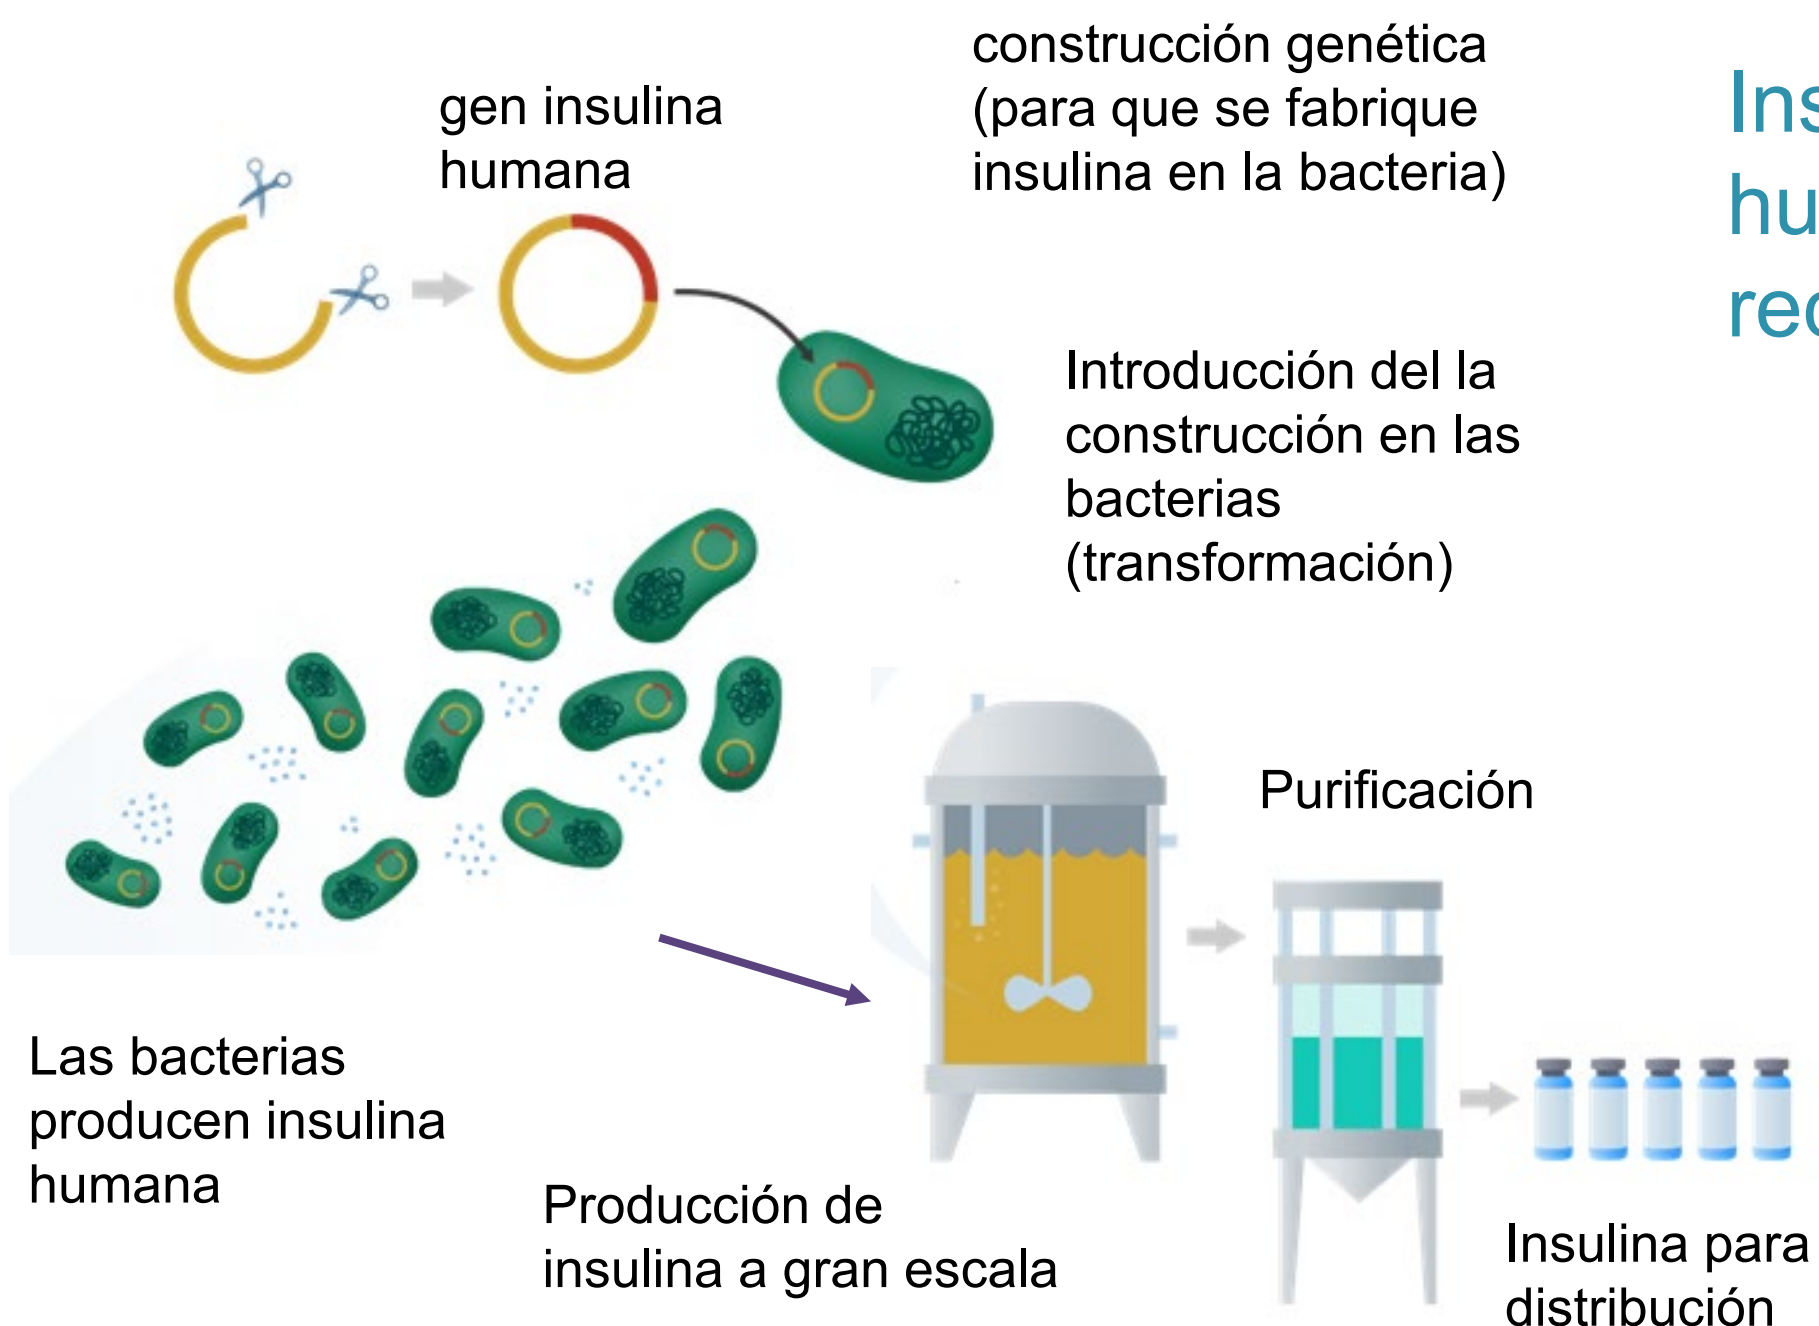 gen insulina
humana
construcción genética
(para que se fabrique
insulina en la bacteria)
Introducción del la
construcción en las
bacterias
(transformación)
Las bacterias
producen insulina
humana
Producción de
insulina a gran escala
Purificación
Insulina para
distribución